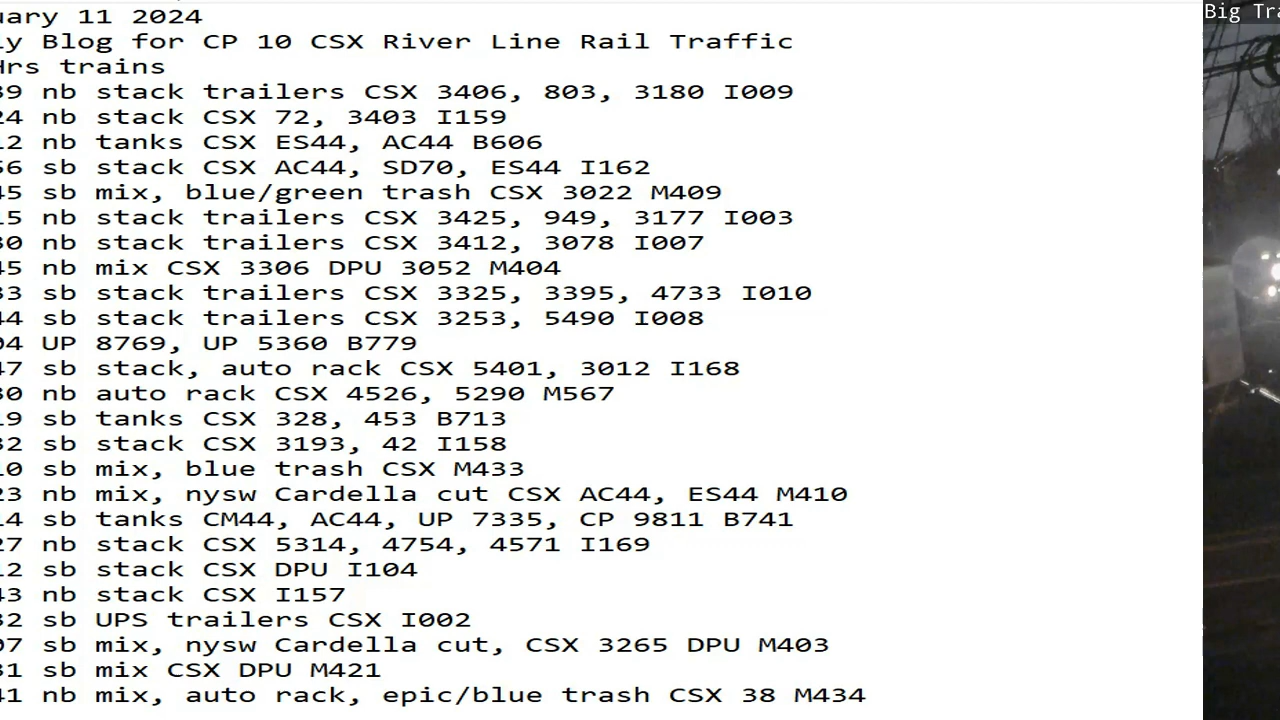 uary 11 2024
ly Blog for CP 10 CSX River Line Rail Traffic
Hrs trains
39 nb stack trailers CSX 3406, 803, 3180 I009
24 nb stack CSX 72, 3403 I159
12 nb tanks CSX ES44, AC44 B606
56 sb stack CSX AC44, SD70, ES44 I162
45 sb mix, blue/green trash CSX 3022 M409
15 nb stack trailers CSX 3425, 949, 3177 I003
30 nb stack trailers CSX 3412, 3078 I007
45 nb mix CSX 3306 DPU 3052 M404
33 sb stack trailers CSX 3325, 3395, 4733 I010
44 sb stack trailers CSX 3253, 5490 I008
04 UP 8769, UP 5360 B779
47 sb stack, auto rack CSX 5401, 3012 I168
30 nb auto rack CSX 4526, 5290 M567
19 sb tanks CSX 328, 453 B713
32 sb stack CSX 3193, 42 I158
10 sb mix, blue trash CSX M433
23 nb mix, nysw Cardella cut CSX AC44, ES44 M410
14 sb tanks CM44, AC44, UP 7335, CP 9811 B741
27 nb stack CSX 5314, 4754, 4571 I169
12 sb stack CSX DPU I104
43 nb stack CSX I157
32 sb UPS trailers CSX I002
07 sb mix, nysw Cardella cut, CSX 3265 DPU M403
31 sb mix CSX DPU M421
41 nb mix, auto rack, epic/blue trash CSX 38 M434
Big Tra